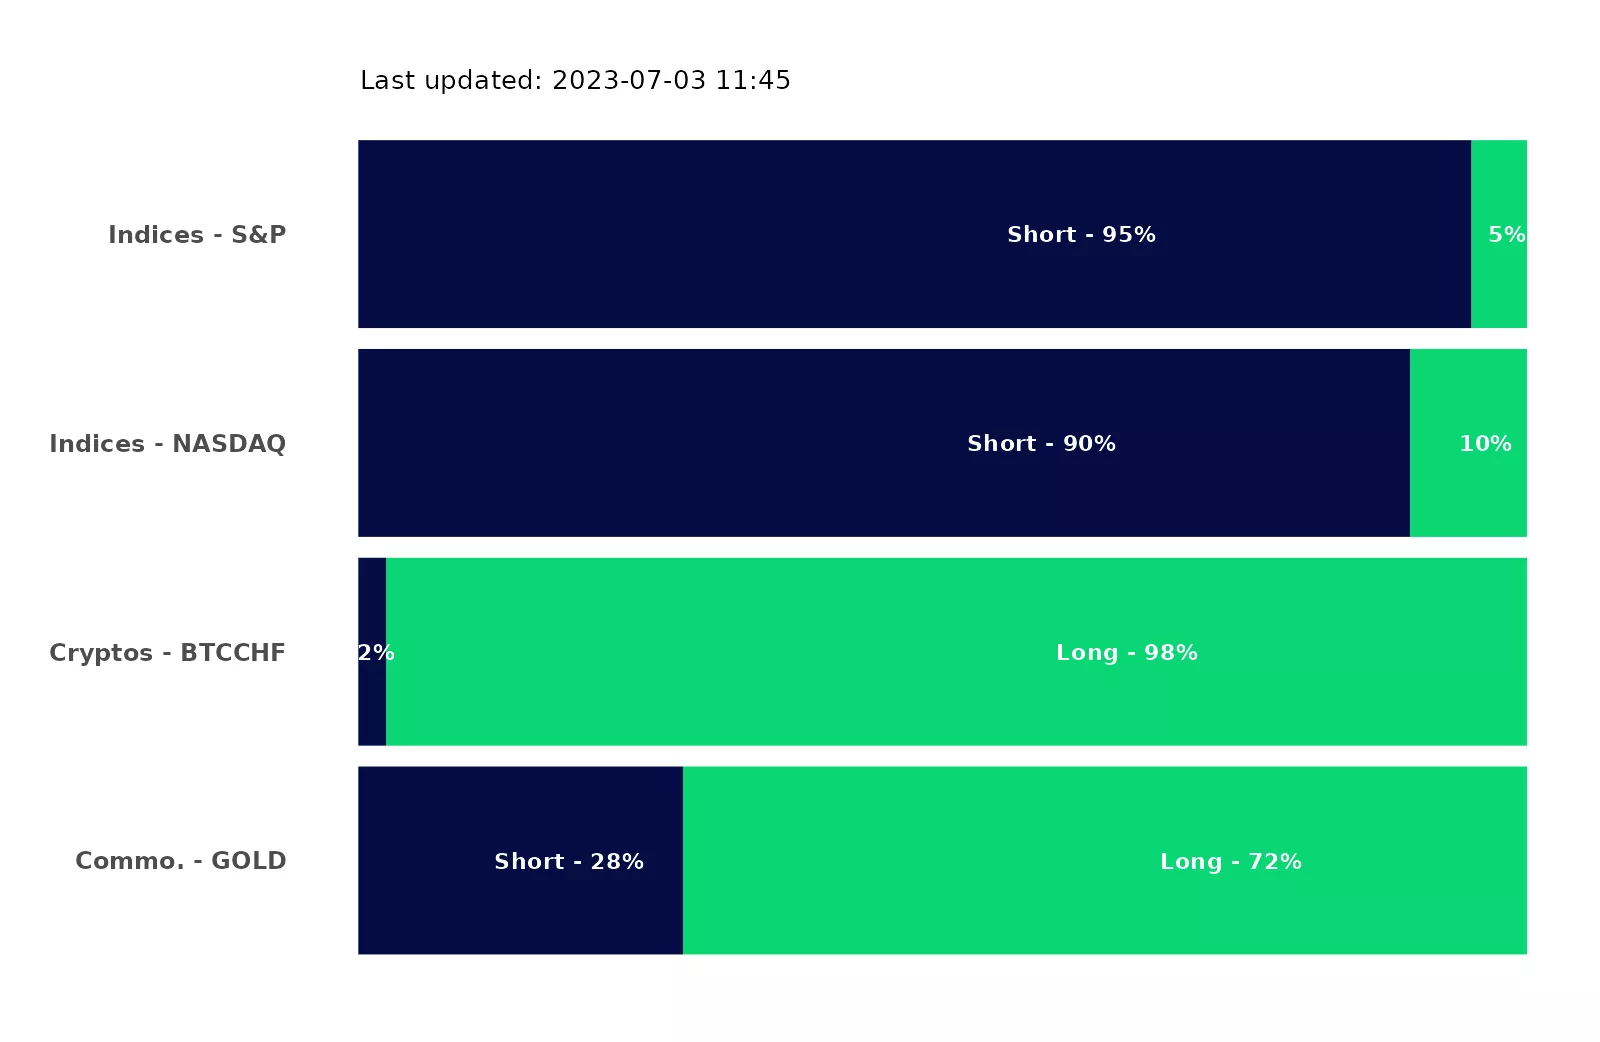 Last updated: 2023-07-03 11:45
Indices - S&P
Short - 95%
5%
Indices - NASDAQ
Short - 90%
10%
Cryptos - BTCCHF
2%
Long - 98%
Commo. - GOLD
Short - 28%
Long - 72%